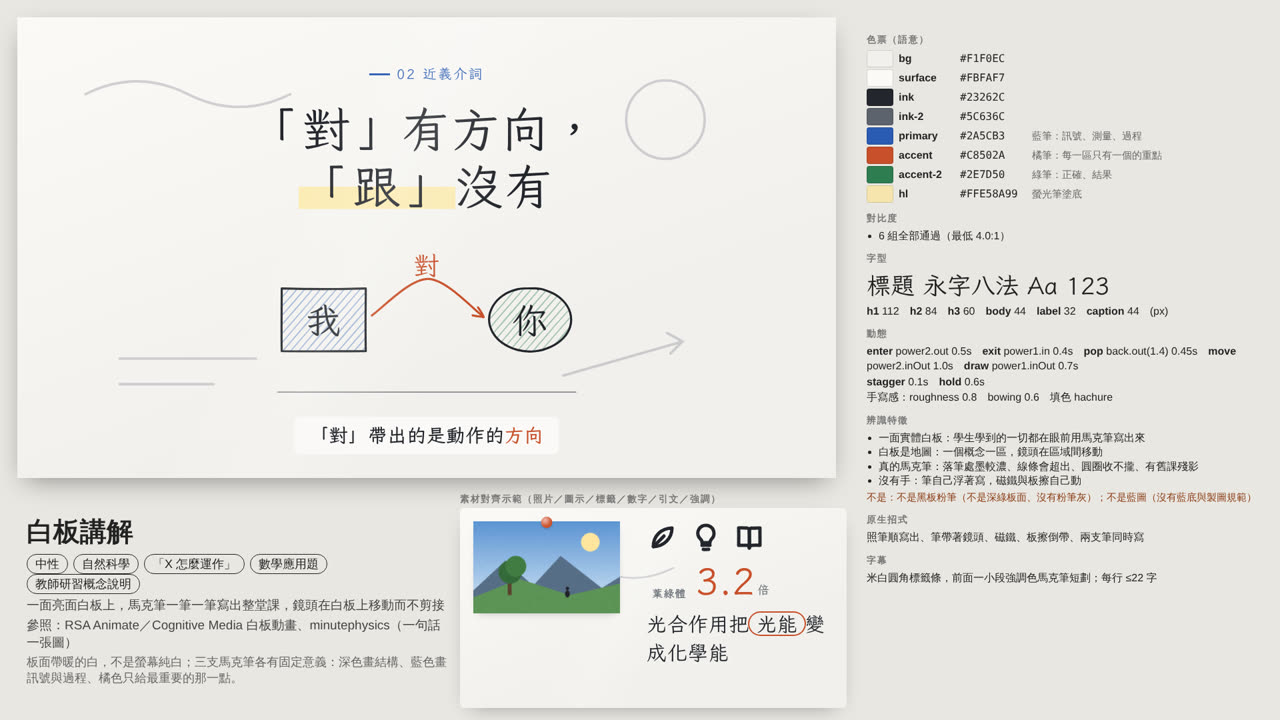 02 近義介詞
「對」有方向，
「跟」沒有
對
我
你
「對」帶出的是動作的方向
白板講解
中性 自然科學 「X 怎麼運作」 數學應用題
教師研習概念說明
一面亮面白板上，馬克筆一筆一筆寫出整堂課，鏡頭在白板上移動而不剪接
參照：RSA Animate／Cognitive Media 白板動畫、minutephysics（一句話
一張圖）
板面帶暖的白，不是螢幕純白；三支馬克筆各有固定意義：深色畫結構、藍色畫
訊號與過程、橘色只給最重要的那一點。
素材對齊示範（照片／圖示／標籤／數字／引文／強調）
葉綠體 3.2 倍
光合作用把光能變
成化學能
色票（語意）
bg #F1F0EC
surface #FBFAF7
ink #23262C
ink-2 #5C636C
primary #2A5CB3 藍筆：訊號、測量、過程
accent #C8502A 橘筆：每一區只有一個的重點
accent-2 #2E7D50 綠筆：正確、結果
hl #FFE58A99 螢光筆塗底
對比度
• 6 組全部通過（最低 4.0:1）
字型
標題 永字八法 Aa 123
h1 112 h2 84 h3 60 body 44 label 32 caption 44 (px)
動態
enter power2.out 0.5s exit power1.in 0.4s pop back.out(1.4) 0.45s move
power2.inOut 1.0s draw power1.inOut 0.7s
stagger 0.1s hold 0.6s
手寫感：roughness 0.8 bowing 0.6 填色 hachure
辨識特徵
• 一面實體白板：學生學到的一切都在眼前用馬克筆寫出來
• 白板是地圖：一個概念一區，鏡頭在區域間移動
• 真的馬克筆：落筆處墨較濃、線條會超出、圓圈收不攏、有舊課殘影
• 沒有手：筆自己浮著寫，磁鐵與板擦自己動
不是：不是黑板粉筆（不是深綠板面、沒有粉筆灰）；不是藍圖（沒有藍底與製圖規範）
原生招式
照筆順寫出、筆帶著鏡頭、磁鐵、板擦倒帶、兩支筆同時寫
字幕
米白圓角標籤條，前面一小段強調色馬克筆短劃；每行 ≤22 字